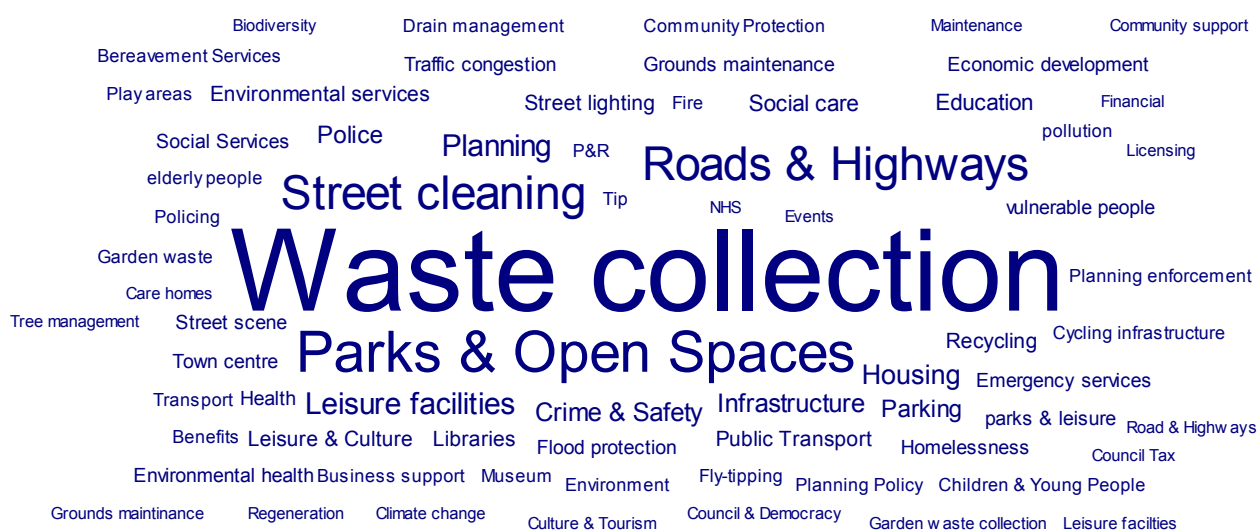 Biodiversity Drain management Community Protection Maintenance Community support
Bereavement Services Traffic congestion Grounds maintenance Economic development
Play areas Environmental services Street lighting Fire Social care Education Financial
Social Services Police Planning P&R Roads & Highways pollution Licensing
elderly people Street cleaning Tip NHS Events vulnerable people
Policing
Garden waste Waste collection Planning enforcement
Care homes
Tree management Street scene Recycling Cycling infrastructure
Town centre Parks & Open Spaces Housing Emergency services
Transport Health Leisure facilities Crime & Safety Infrastructure Parking parks & leisure Road & Highways
Benefits Leisure & Culture Libraries Flood protection Public Transport Homelessness Council Tax
Environmental health Business support Museum Environment Fly-tipping Planning Policy Children & Young People
Grounds maintinance Regeneration Climate change Culture & Tourism Council & Democracy Garden waste collection Leisure facilties